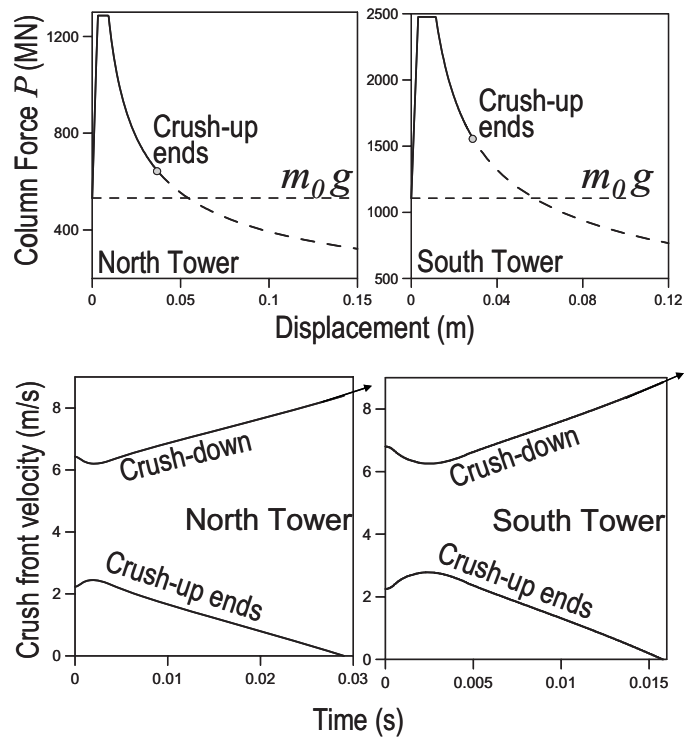 Column Force P (MN)
1200
800
400
Crush-up
ends
m₀g
North Tower
0
0.05
0.1
0.15
2500
2000
1500
1000
500
Crush-up
ends
m₀g
South Tower
0
0.04
0.08
0.12
Displacement (m)
Crush front velocity (m/s)
8
6
4
2
0
Crush-down
North Tower
Crush-up ends
0
0.01
0.02
0.03
8
6
4
2
0
Crush-down
South Tower
Crush-up ends
0
0.005
0.01
0.015
Time (s)